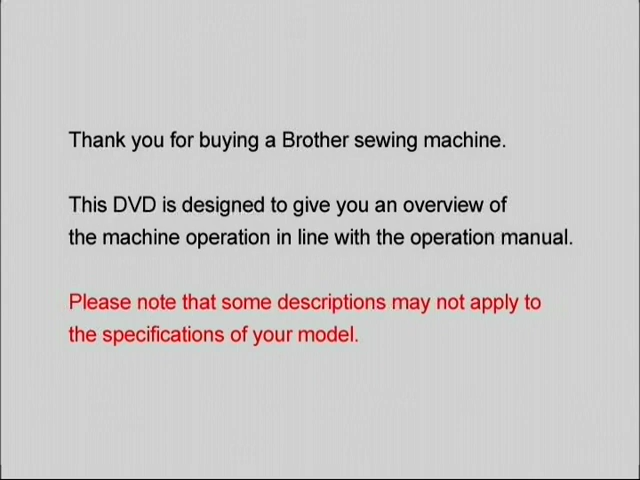 Thank you for buying a Brother sewing machine.
This DVD is designed to give you an overview of
the machine operation in line with the operation manual.
Please note that some descriptions may not apply to
the specifications of your model.